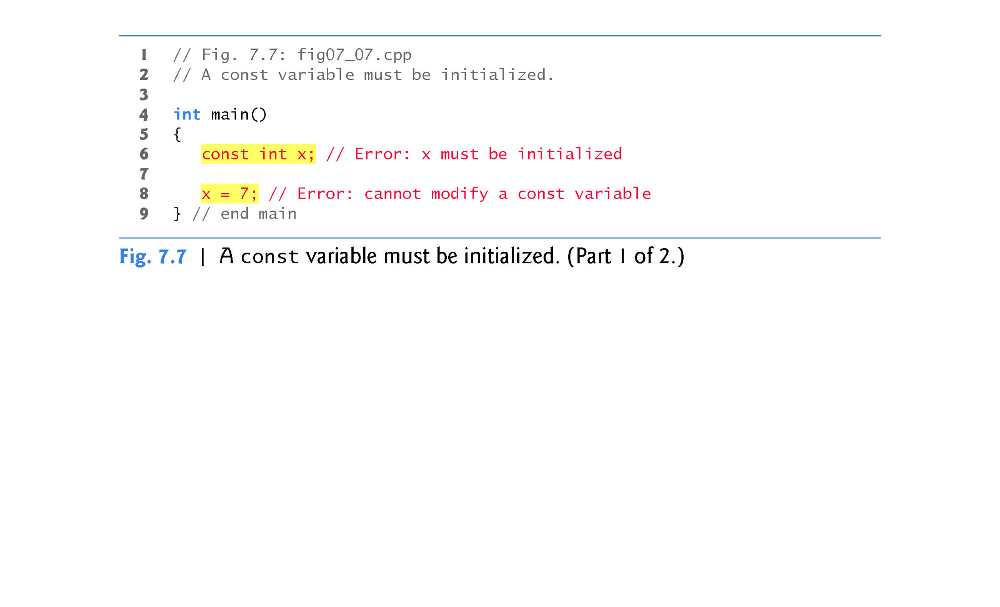 1 // Fig. 7.7: fig07_07.cpp
2 // A const variable must be initialized.
3
4 int main()
5 {
6 const int x; // Error: x must be initialized
7
8 x = 7; // Error: cannot modify a const variable
9 } // end main
Fig. 7.7 | A const variable must be initialized. (Part 1 of 2.)